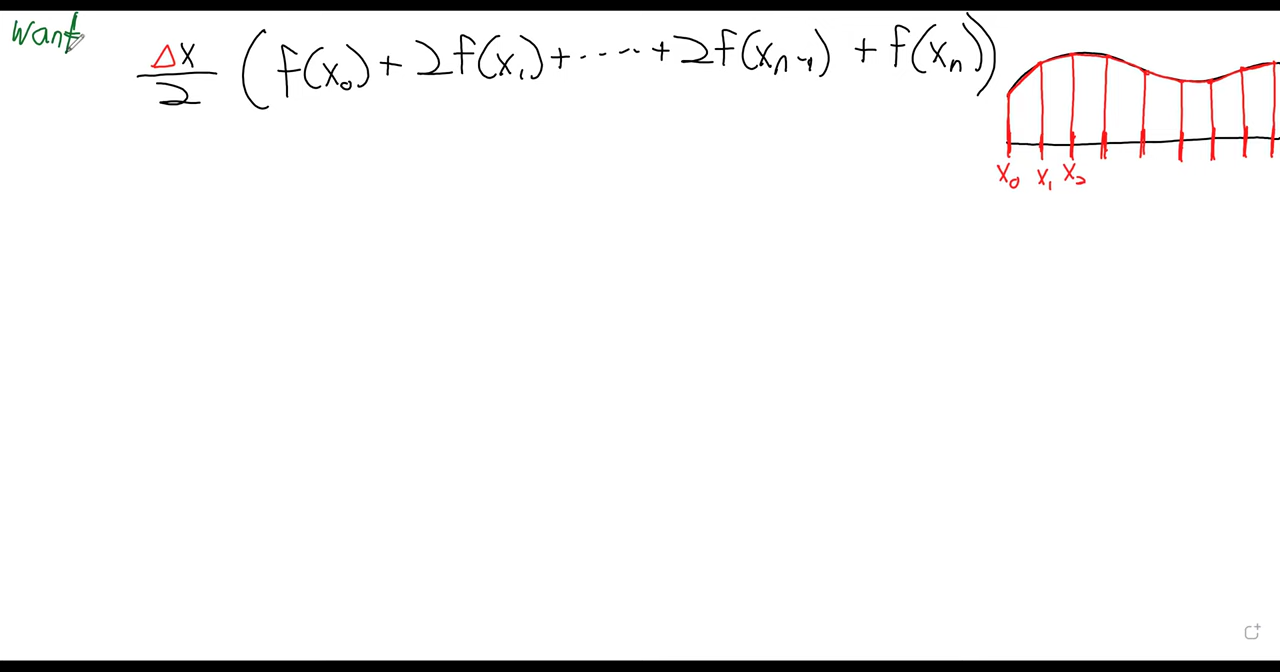 Want
Δx/2 (f(x₀) + 2f(x₁) + ...... + 2f(xₙ₋₁) + f(xₙ))
x₀ x₁ x₂